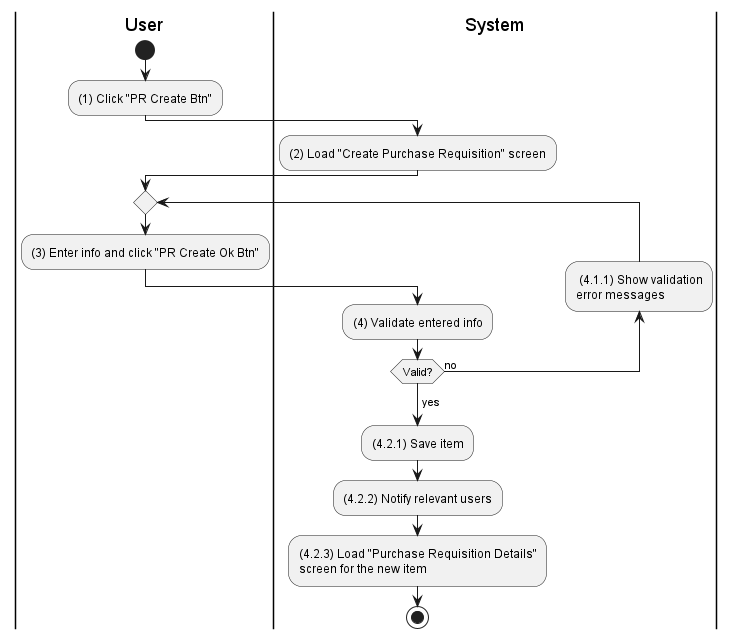 User
System
(1) Click "PR Create Btn"
(2) Load "Create Purchase Requisition" screen
(3) Enter info and click "PR Create Ok Btn"
(4.1.1) Show validation
error messages
(4) Validate entered info
Valid?
no
yes
(4.2.1) Save item
(4.2.2) Notify relevant users
(4.2.3) Load "Purchase Requisition Details"
screen for the new item